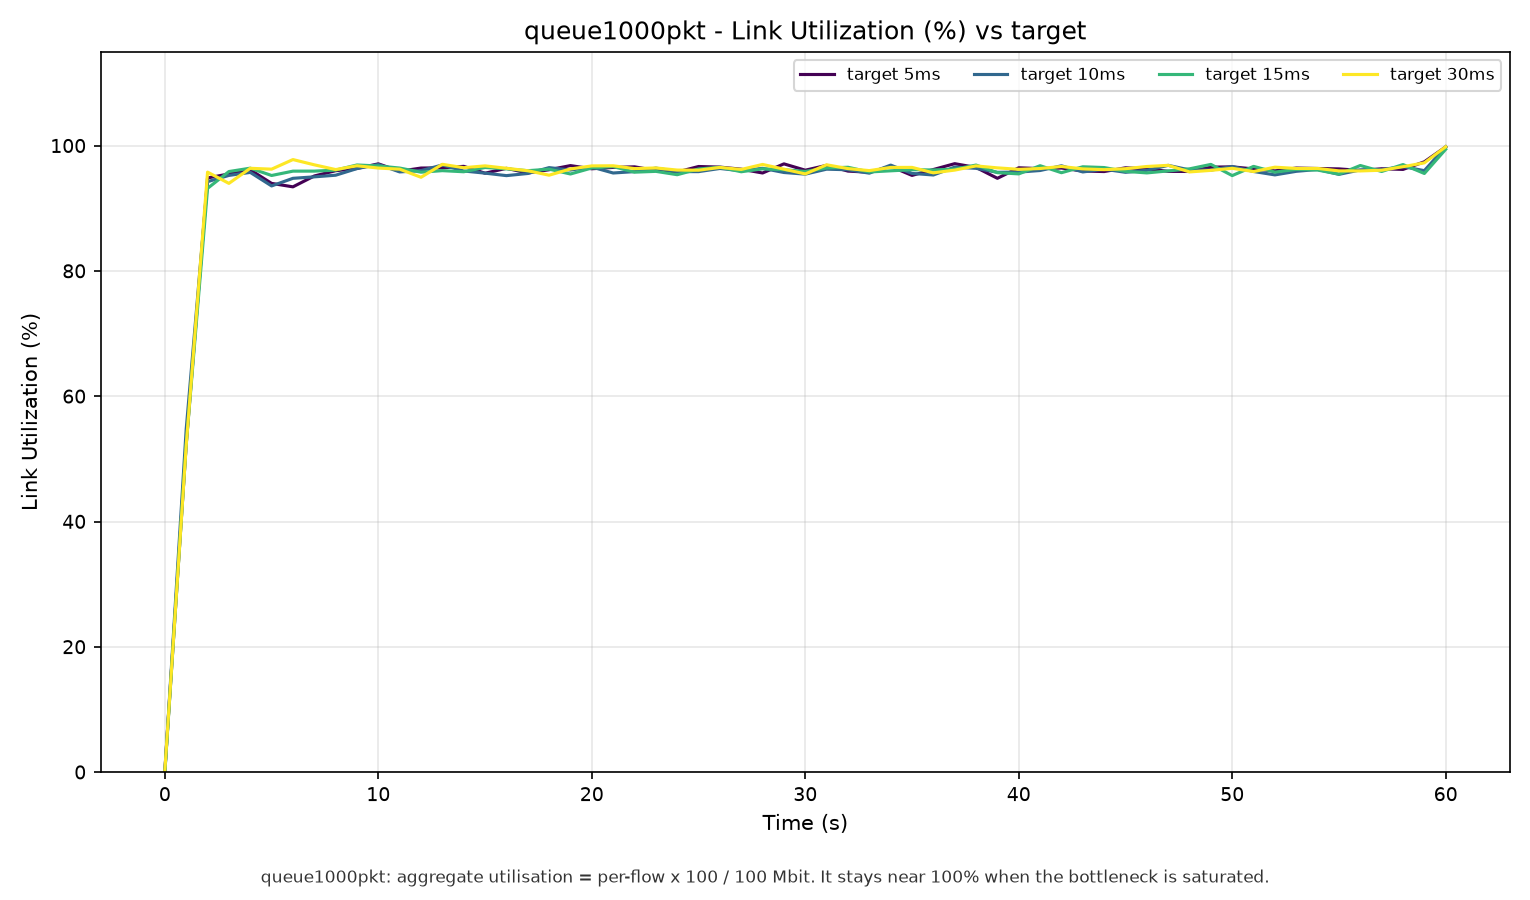 queue1000pkt - Link Utilization (%) vs target
target 5ms
target 10ms
target 15ms
target 30ms
Link Utilization (%)
100
80
60
40
20
0
0
10
20
30
40
50
60
Time (s)
queue1000pkt: aggregate utilisation = per-flow x 100 / 100 Mbit. It stays near 100% when the bottleneck is saturated.